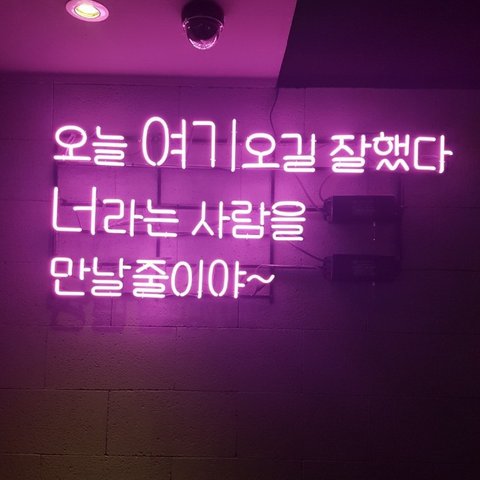 오늘 여기오길 잘했다
너라는 사람을
만날줄이야~